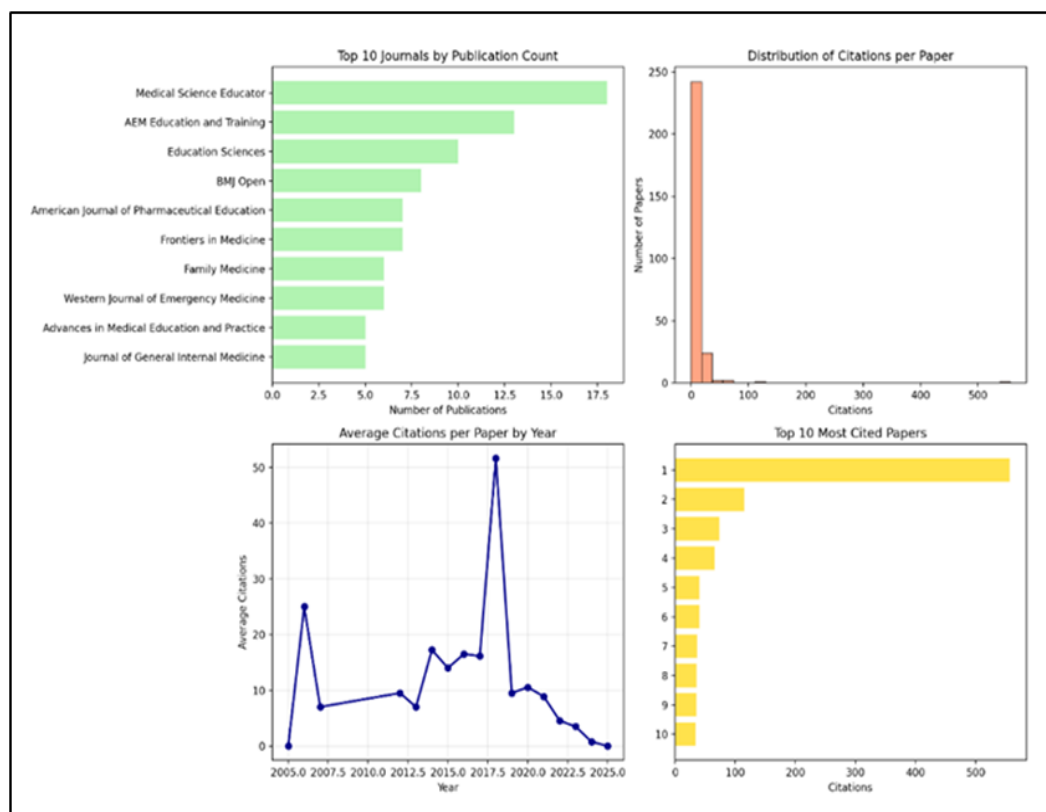 Top 10 Journals by Publication Count
Medical Science Educator
AEM Education and Training
Education Sciences
BMJ Open
American Journal of Pharmaceutical Education
Frontiers in Medicine
Family Medicine
Western Journal of Emergency Medicine
Advances in Medical Education and Practice
Journal of General Internal Medicine
0.0 2.5 5.0 7.5 10.0 12.5 15.0 17.5
Number of Publications
Distribution of Citations per Paper
250
200
150
100
50
0
Number of Papers
0 100 200 300 400 500
Citations
Average Citations per Paper by Year
50
40
30
20
10
0
Average Citations
2005.0 2007.5 2010.0 2012.5 2015.0 2017.5 2020.0 2022.5 2025.0
Year
Top 10 Most Cited Papers
1
2
3
4
5
6
7
8
9
10
0 100 200 300 400 500
Citations